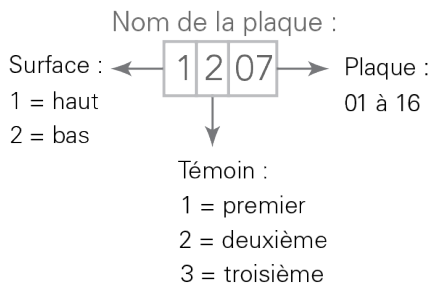 Nom de la plaque :
1 2 07
Surface :
1 = haut
2 = bas
Plaque :
01 à 16
Témoin :
1 = premier
2 = deuxième
3 = troisième